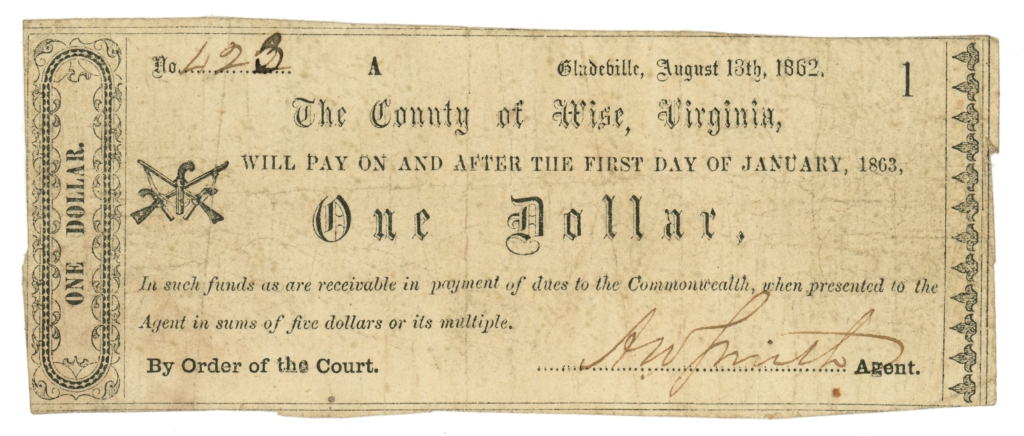 No. 423 A Gladeville, August 13th, 1862. 1
The County of Wise, Virginia,
WILL PAY ON AND AFTER THE FIRST DAY OF JANUARY, 1863,
One Dollar,
In such funds as are receivable in payment of dues to the Commonwealth, when presented to the
Agent in sums of five dollars or its multiple.
By Order of the Court. A W Smith Agent.
ONE DOLLAR.